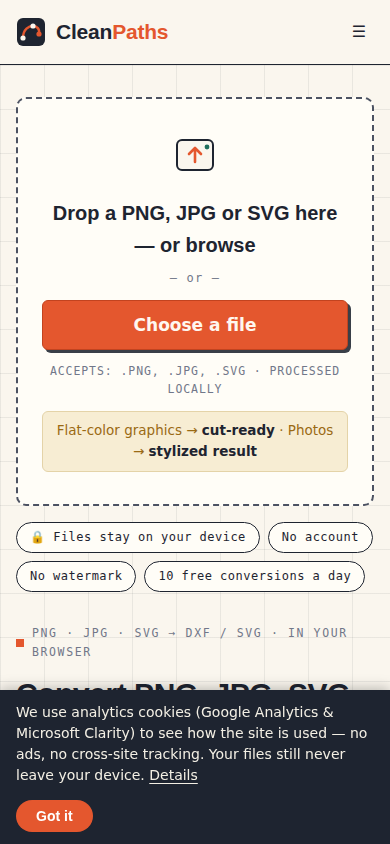 CleanPaths
☰
Drop a PNG, JPG or SVG here
— or browse
— or —
Choose a file
ACCEPTS: .PNG, .JPG, .SVG · PROCESSED
LOCALLY
Flat-color graphics → cut-ready · Photos
→ stylized result
🔒 Files stay on your device
No account
No watermark
10 free conversions a day
PNG · JPG · SVG → DXF / SVG · IN YOUR
BROWSER
Convert PNG, JPG, SVG
We use analytics cookies (Google Analytics &
Microsoft Clarity) to see how the site is used — no
ads, no cross-site tracking. Your files still never
leave your device. Details
Got it